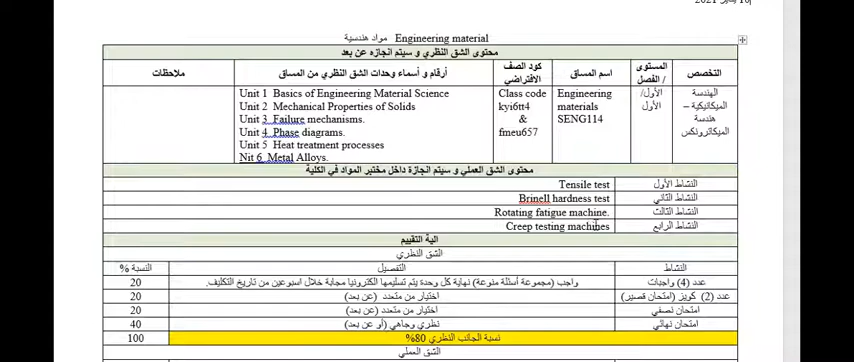 16 يناير 2021
Engineering material مواد هندسية
محتوى الشق النظري و سيتم انجازه عن بعد
التخصص
المستوى / الفصل
اسم المساق
كود الصف الافتراضي
أرقام و أسماء وحدات الشق النظري من المساق
ملاحظات
الهندسة الميكانيكية – هندسة الميكاترونكس
الأول/ الأول
Engineering materials SENG114
Class code kyi6tt4 & fmeu657
Unit 1 Basics of Engineering Material Science
Unit 2 Mechanical Properties of Solids
Unit 3 Failure mechanisms.
Unit 4 Phase diagrams.
Unit 5 Heat treatment processes
Nit 6 Metal Alloys.
محتوى الشق العملي و سيتم انجازة داخل مختبر المواد في الكلية
النشاط الأول Tensile test
النشاط الثاني Brinell hardness test
النشاط الثالث Rotating fatigue machine.
النشاط الرابع Creep testing machines
الية التقييم
الشق النظري
النشاط التفاصيل النسبة %
عدد (4) واجبات واجب (مجموعة أسئلة منوعة) نهاية كل وحدة يتم تسليمها الكترونيا مجابة خلال اسبوعين من تاريخ التكليف. 20
عدد (2) كويز (امتحان قصير) اختيار من متعدد (عن بعد) 20
امتحان نصفي اختيار من متعدد (عن بعد) 20
امتحان نهائي نظري وجاهي (أو عن بعد) 40
نسبة الجانب النظري 80% 100
الشق العملي